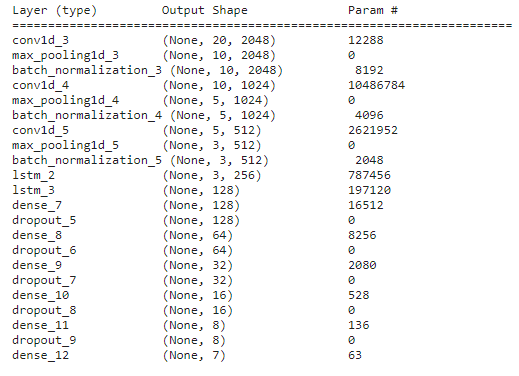 Layer (type) Output Shape Param #
=================================================================
conv1d_3 (None, 20, 2048) 12288
max_pooling1d_3 (None, 10, 2048) 0
batch_normalization_3 (None, 10, 2048) 8192
conv1d_4 (None, 10, 1024) 10486784
max_pooling1d_4 (None, 5, 1024) 0
batch_normalization_4 (None, 5, 1024) 4096
conv1d_5 (None, 5, 512) 2621952
max_pooling1d_5 (None, 3, 512) 0
batch_normalization_5 (None, 3, 512) 2048
lstm_2 (None, 3, 256) 787456
lstm_3 (None, 128) 197120
dense_7 (None, 128) 16512
dropout_5 (None, 128) 0
dense_8 (None, 64) 8256
dropout_6 (None, 64) 0
dense_9 (None, 32) 2080
dropout_7 (None, 32) 0
dense_10 (None, 16) 528
dropout_8 (None, 16) 0
dense_11 (None, 8) 136
dropout_9 (None, 8) 0
dense_12 (None, 7) 63